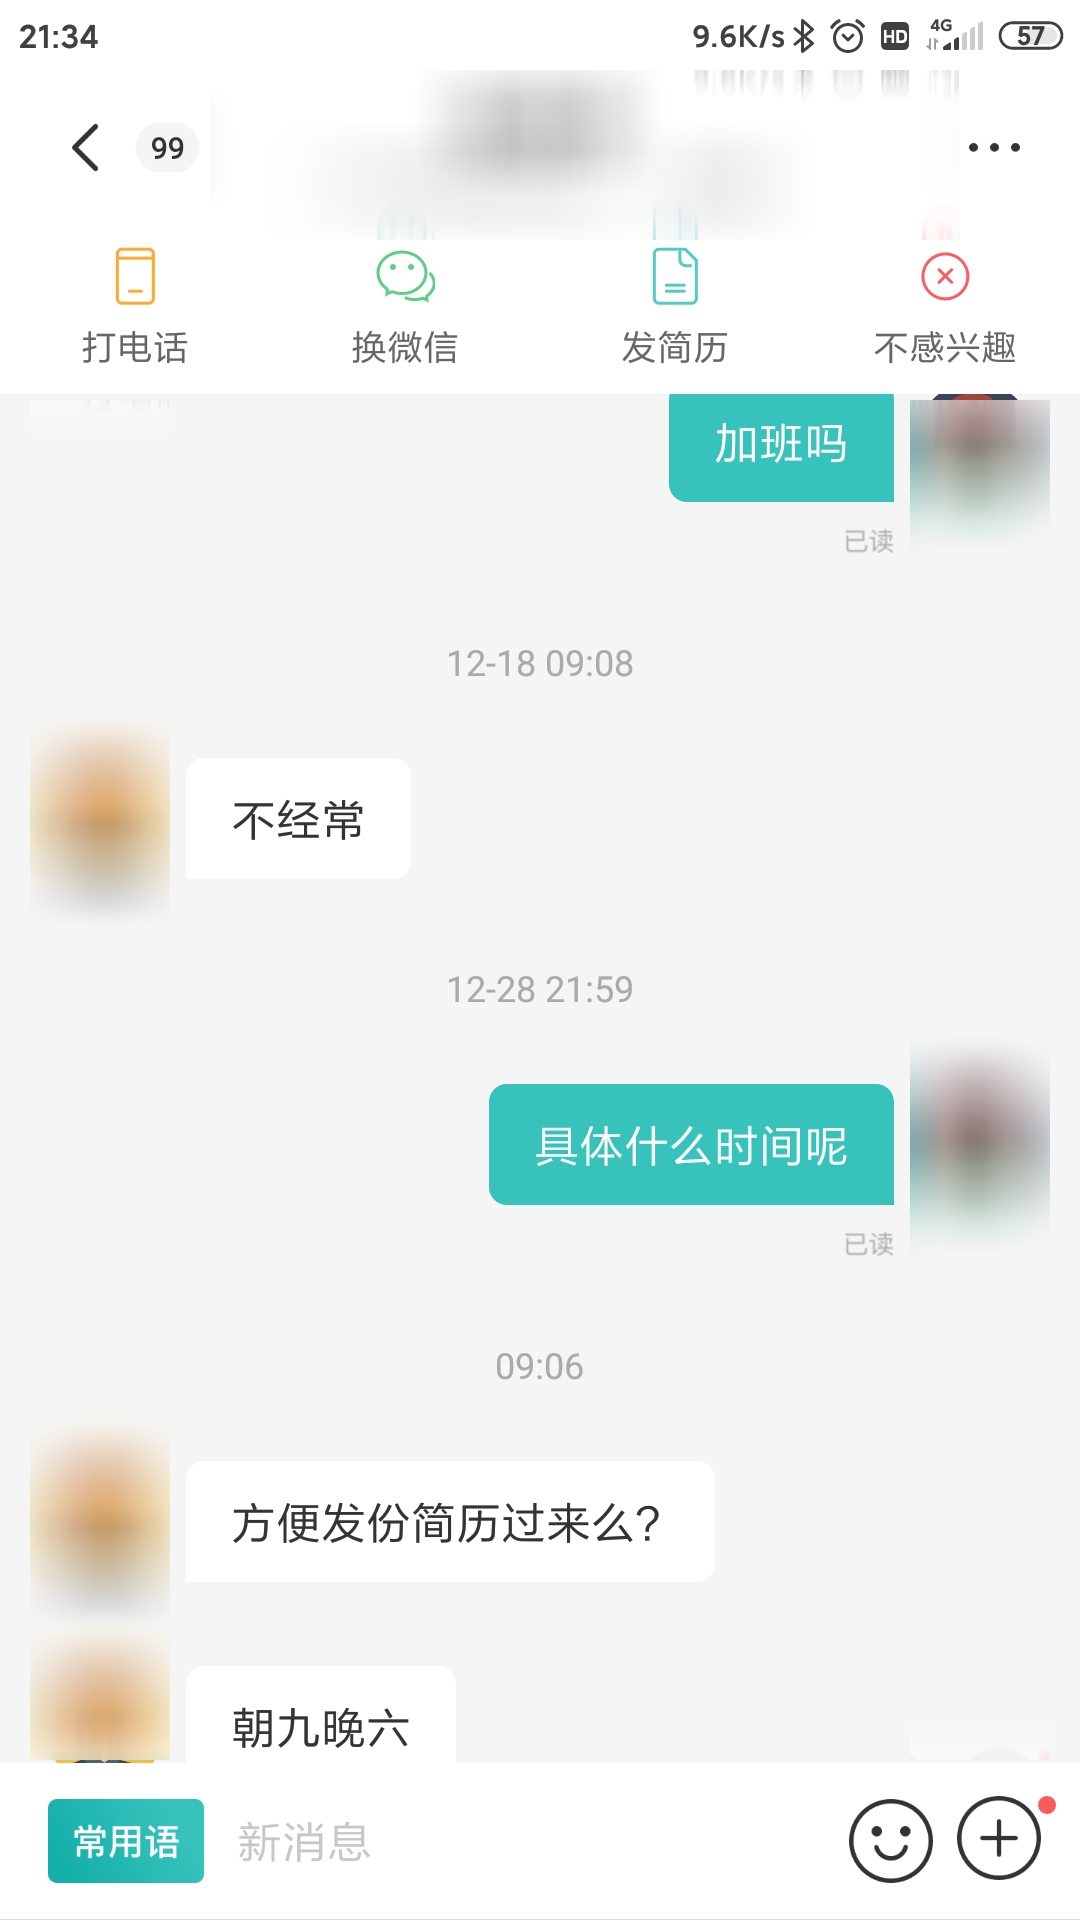 21:34
9.6K/s HD 4G 57
99
打电话 换微信 发简历 不感兴趣
加班吗
已读
12-18 09:08
不经常
12-28 21:59
具体什么时间呢
已读
09:06
方便发份简历过来么?
朝九晚六
常用语 新消息